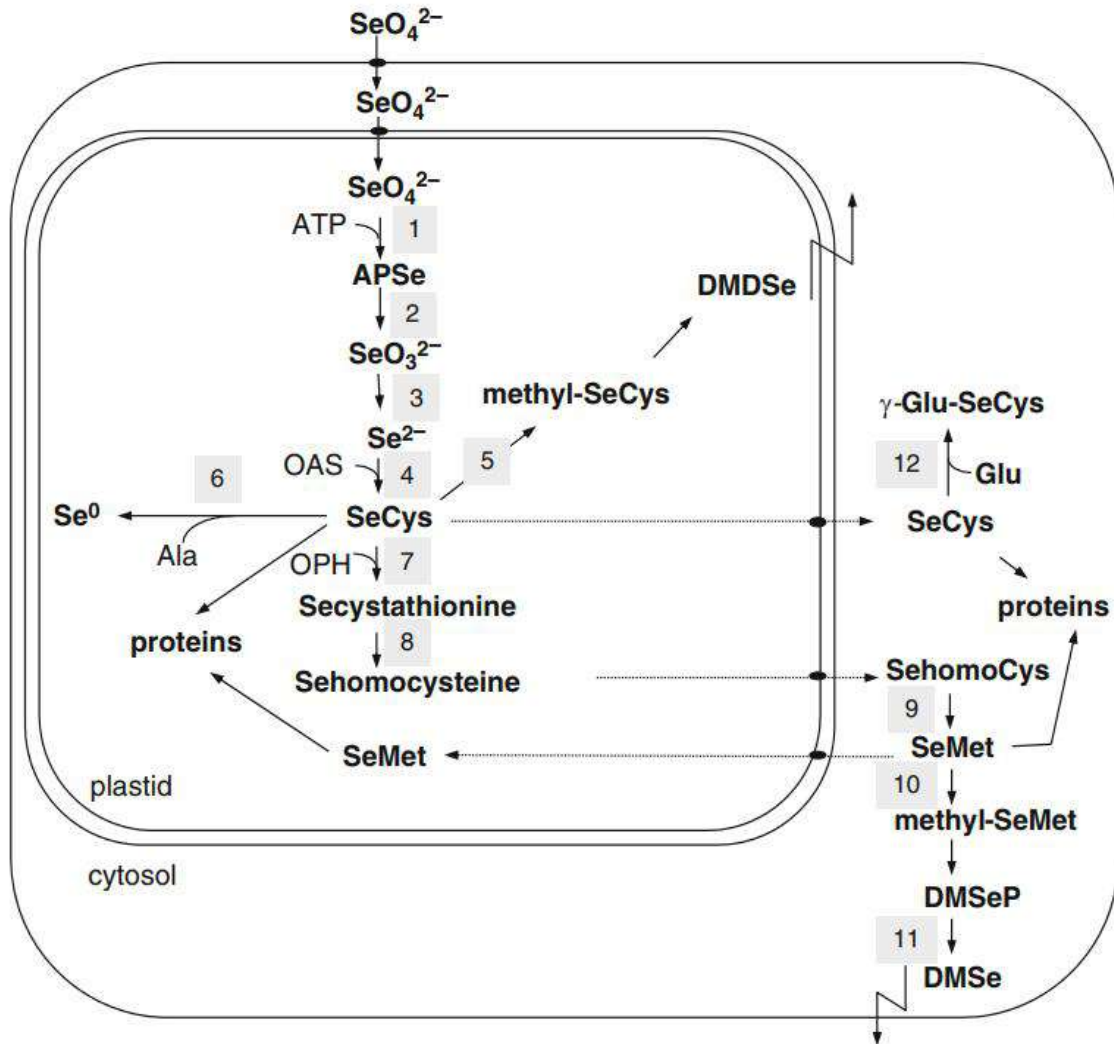 SeO₄²⁻
SeO₄²⁻
SeO₄²⁻
ATP
1
APSe
2
SeO₃²⁻
3
Se²⁻
OAS
4
SeCys
5
methyl-SeCys
DMDSe
6
Se⁰
Ala
OPH
7
Secystathionine
8
Sehomocysteine
proteins
SeMet
plastid
cytosol
γ-Glu-SeCys
12
Glu
SeCys
proteins
SehomoCys
9
SeMet
10
methyl-SeMet
DMSeP
11
DMSe